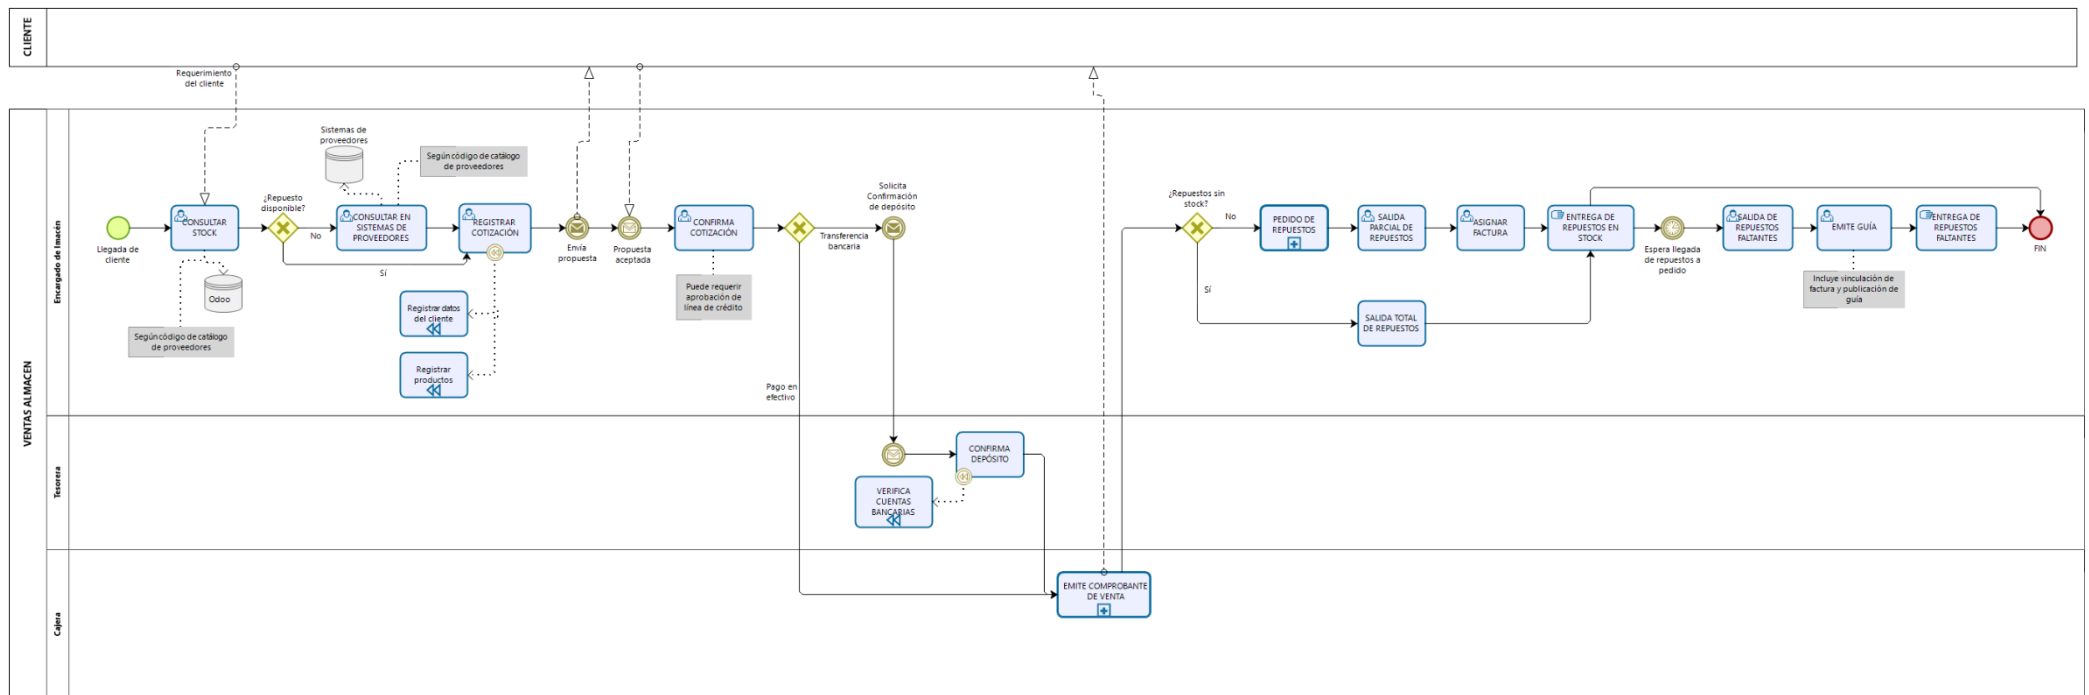 CLIENTE
Requerimiento
del cliente
VENTAS ALMACEN
Encargado de Imacén
Llegada de
cliente
CONSULTAR
STOCK
Odoo
Según código de catálogo
de proveedores
¿Repuesto
disponible?
No
Sí
Sistemas de
proveedores
CONSULTAR EN
SISTEMAS DE
PROVEEDORES
Según código de catálogo
de proveedores
REGISTRAR
COTIZACIÓN
Registrar datos
del cliente
Registrar
productos
Envía
propuesta
Propuesta
aceptada
CONFIRMA
COTIZACIÓN
Puede requerir
aprobación de
línea de crédito
Transferencia
bancaria
Pago en
efectivo
Solicita
Confirmación
de depósito
¿Repuestos sin
stock?
No
Sí
PEDIDO DE
REPUESTOS
SALIDA
PARCIAL DE
REPUESTOS
ASIGNAR
FACTURA
ENTREGA DE
REPUESTOS EN
STOCK
SALIDA TOTAL
DE REPUESTOS
Espera llegada
de repuestos a
pedido
SALIDA DE
REPUESTOS
FALTANTES
EMITE GUÍA
Incluye vinculación de
factura y publicación de
guía
ENTREGA DE
REPUESTOS
FALTANTES
FIN
Tesorera
CONFIRMA
DEPÓSITO
VERIFICA
CUENTAS
BANCARIAS
Cajera
EMITE COMPROBANTE
DE VENTA